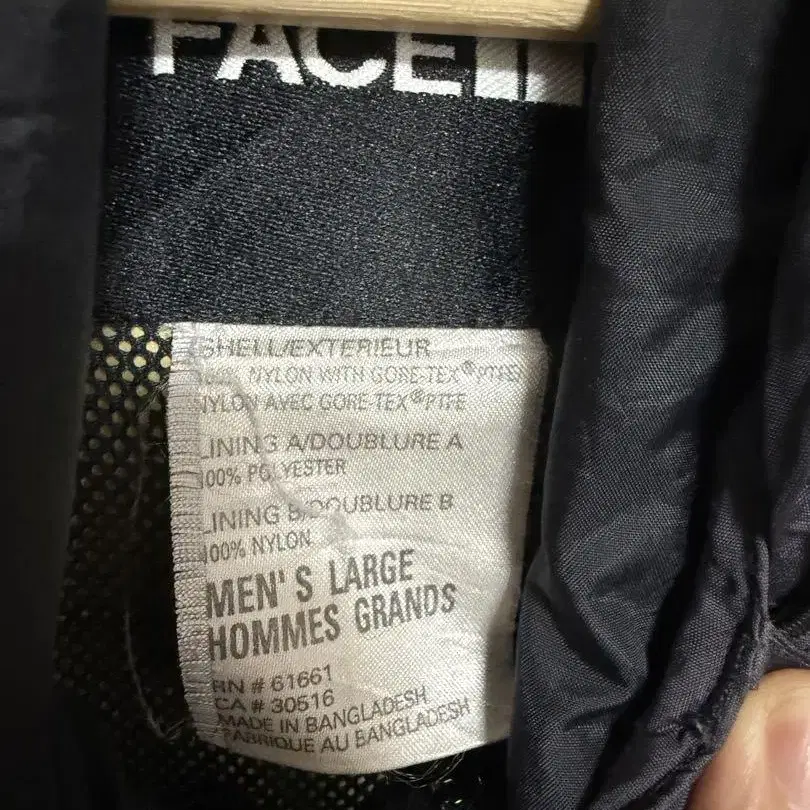 FACE
SHELL/EXTERIEUR
100% NYLON WITH GORE-TEX® PTFE
NYLON AVEC GORE-TEX® PTFE
LINING A/DOUBLURE A
100% POLYESTER
LINING B/DOUBLURE B
100% NYLON
MEN'S LARGE
HOMMES GRANDS
RN # 61661
CA # 30516
MADE IN BANGLADESH
FABRIQUE AU BANGLADESH